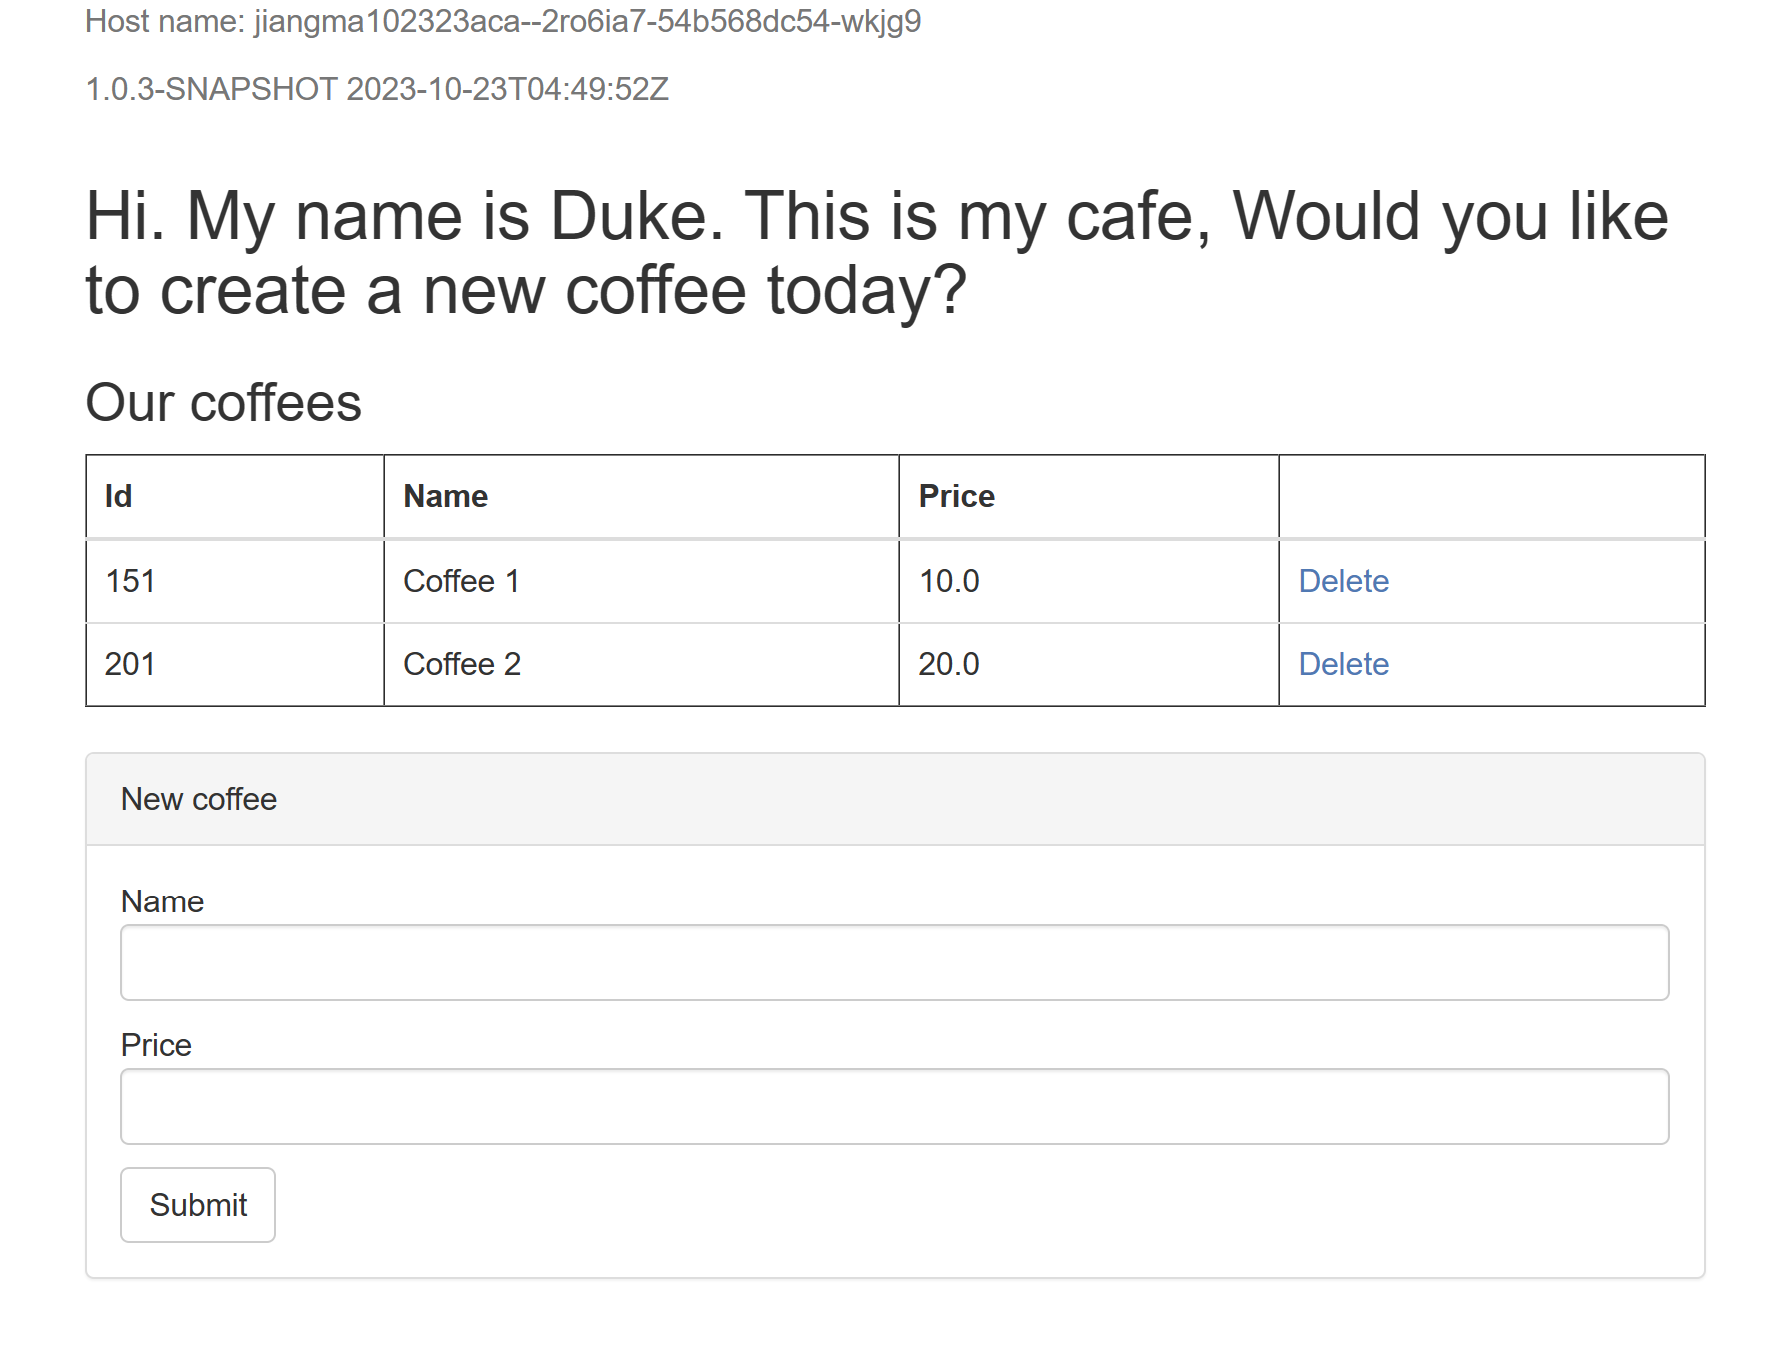 Host name: jiangma102323aca--2ro6ia7-54b568dc54-wkjg9
1.0.3-SNAPSHOT 2023-10-23T04:49:52Z
Hi. My name is Duke. This is my cafe, Would you like
to create a new coffee today?
Our coffees
Id Name Price
151 Coffee 1 10.0 Delete
201 Coffee 2 20.0 Delete
New coffee
Name
Price
Submit